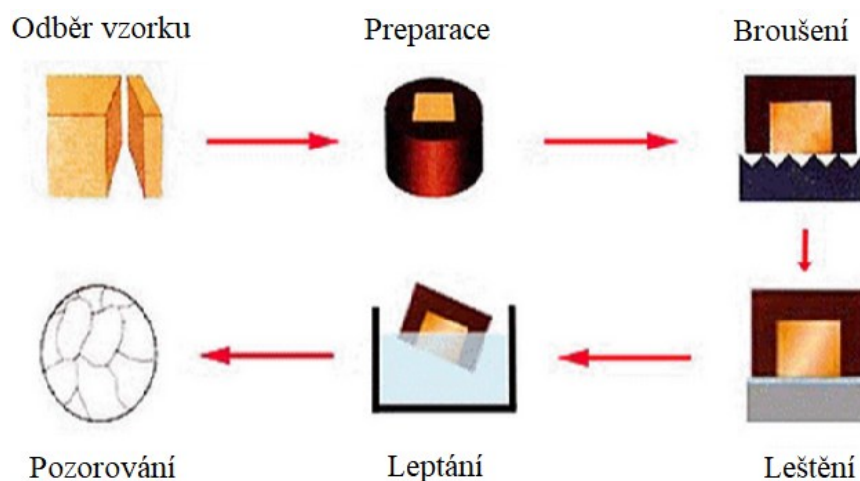 Odběr vzorku
Preparace
Broušení
Pozorování
Leptání
Leštění